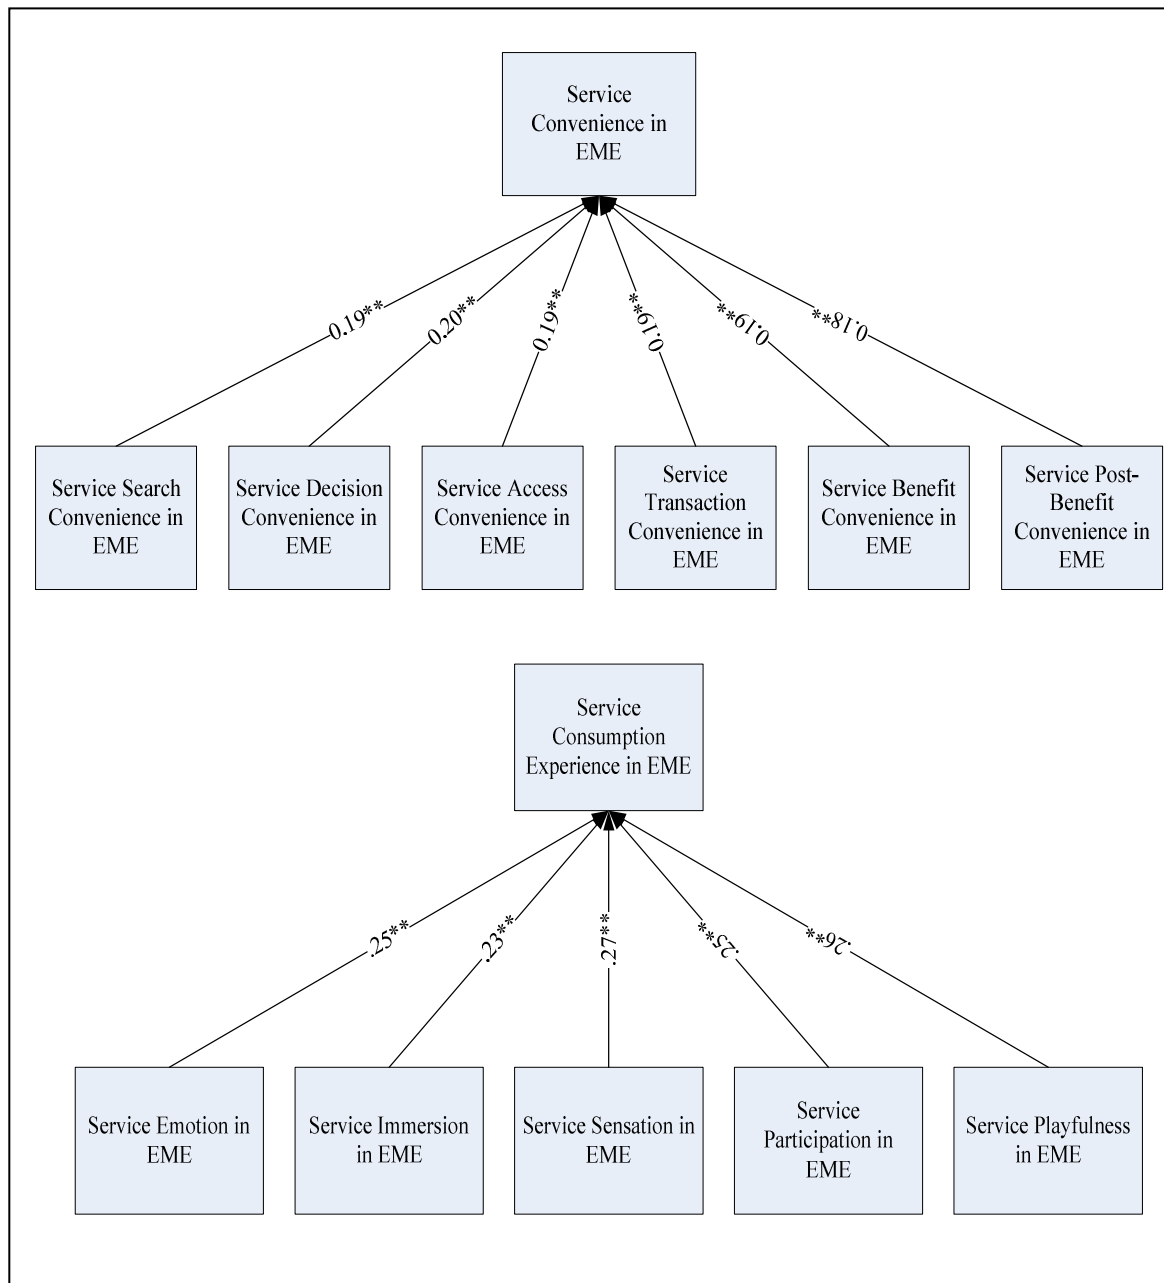 Service
Convenience in
EME
0.19**
0.20**
0.19**
0.19**
0.19**
0.18**
Service Search
Convenience in
EME
Service Decision
Convenience in
EME
Service Access
Convenience in
EME
Service
Transaction
Convenience in
EME
Service Benefit
Convenience in
EME
Service Post-
Benefit
Convenience in
EME
Service
Consumption
Experience in EME
.25**
.23**
.27**
.25**
.26**
Service Emotion in
EME
Service Immersion
in EME
Service Sensation in
EME
Service
Participation in
EME
Service Playfulness
in EME